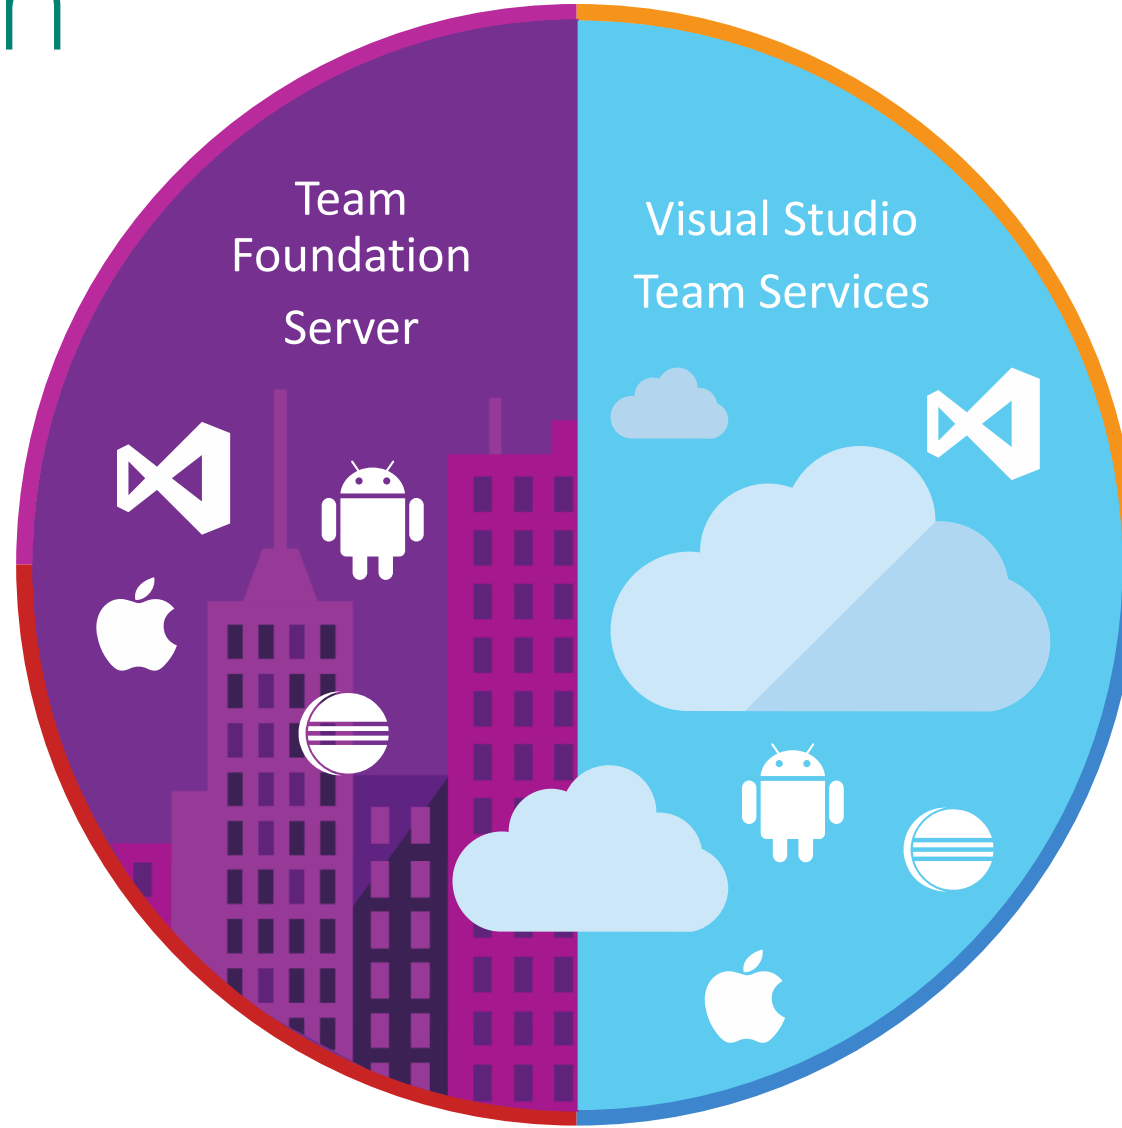 Team
Foundation
Server
Visual Studio
Team Services